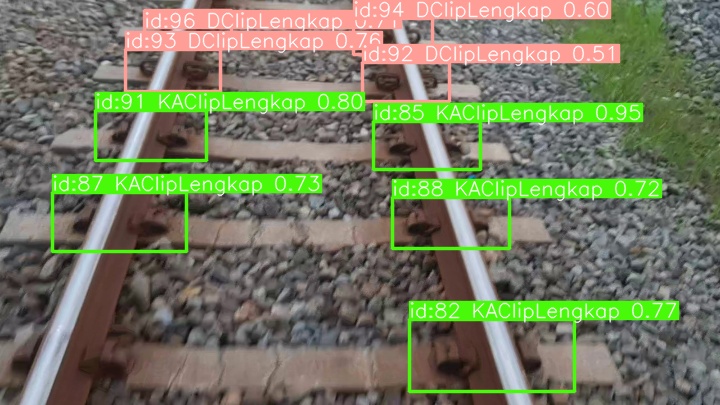 id:94 DClipLengkap 0.60
id:96 DClipLengkap 0.71
id:93 DClipLengkap 0.76
id:92 DClipLengkap 0.51
id:91 KAClipLengkap 0.80
id:85 KAClipLengkap 0.95
id:87 KAClipLengkap 0.73
id:88 KAClipLengkap 0.72
id:82 KAClipLengkap 0.77